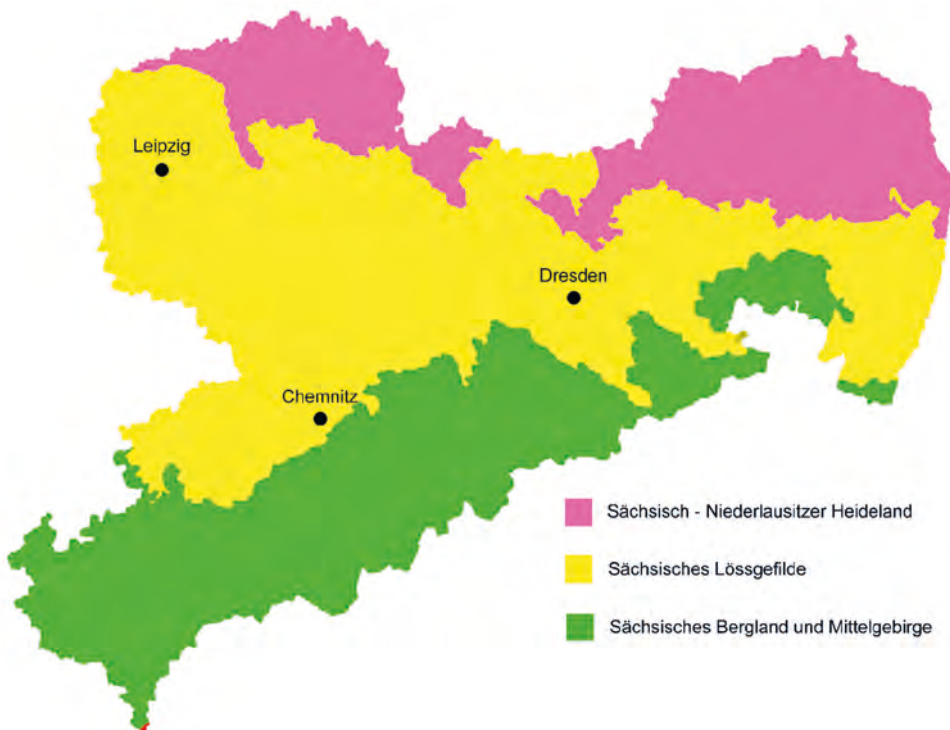 Leipzig
Dresden
Chemnitz
Sächsisch - Niederlausitzer Heideland
Sächsisches Lössgefilde
Sächsisches Bergland und Mittelgebirge